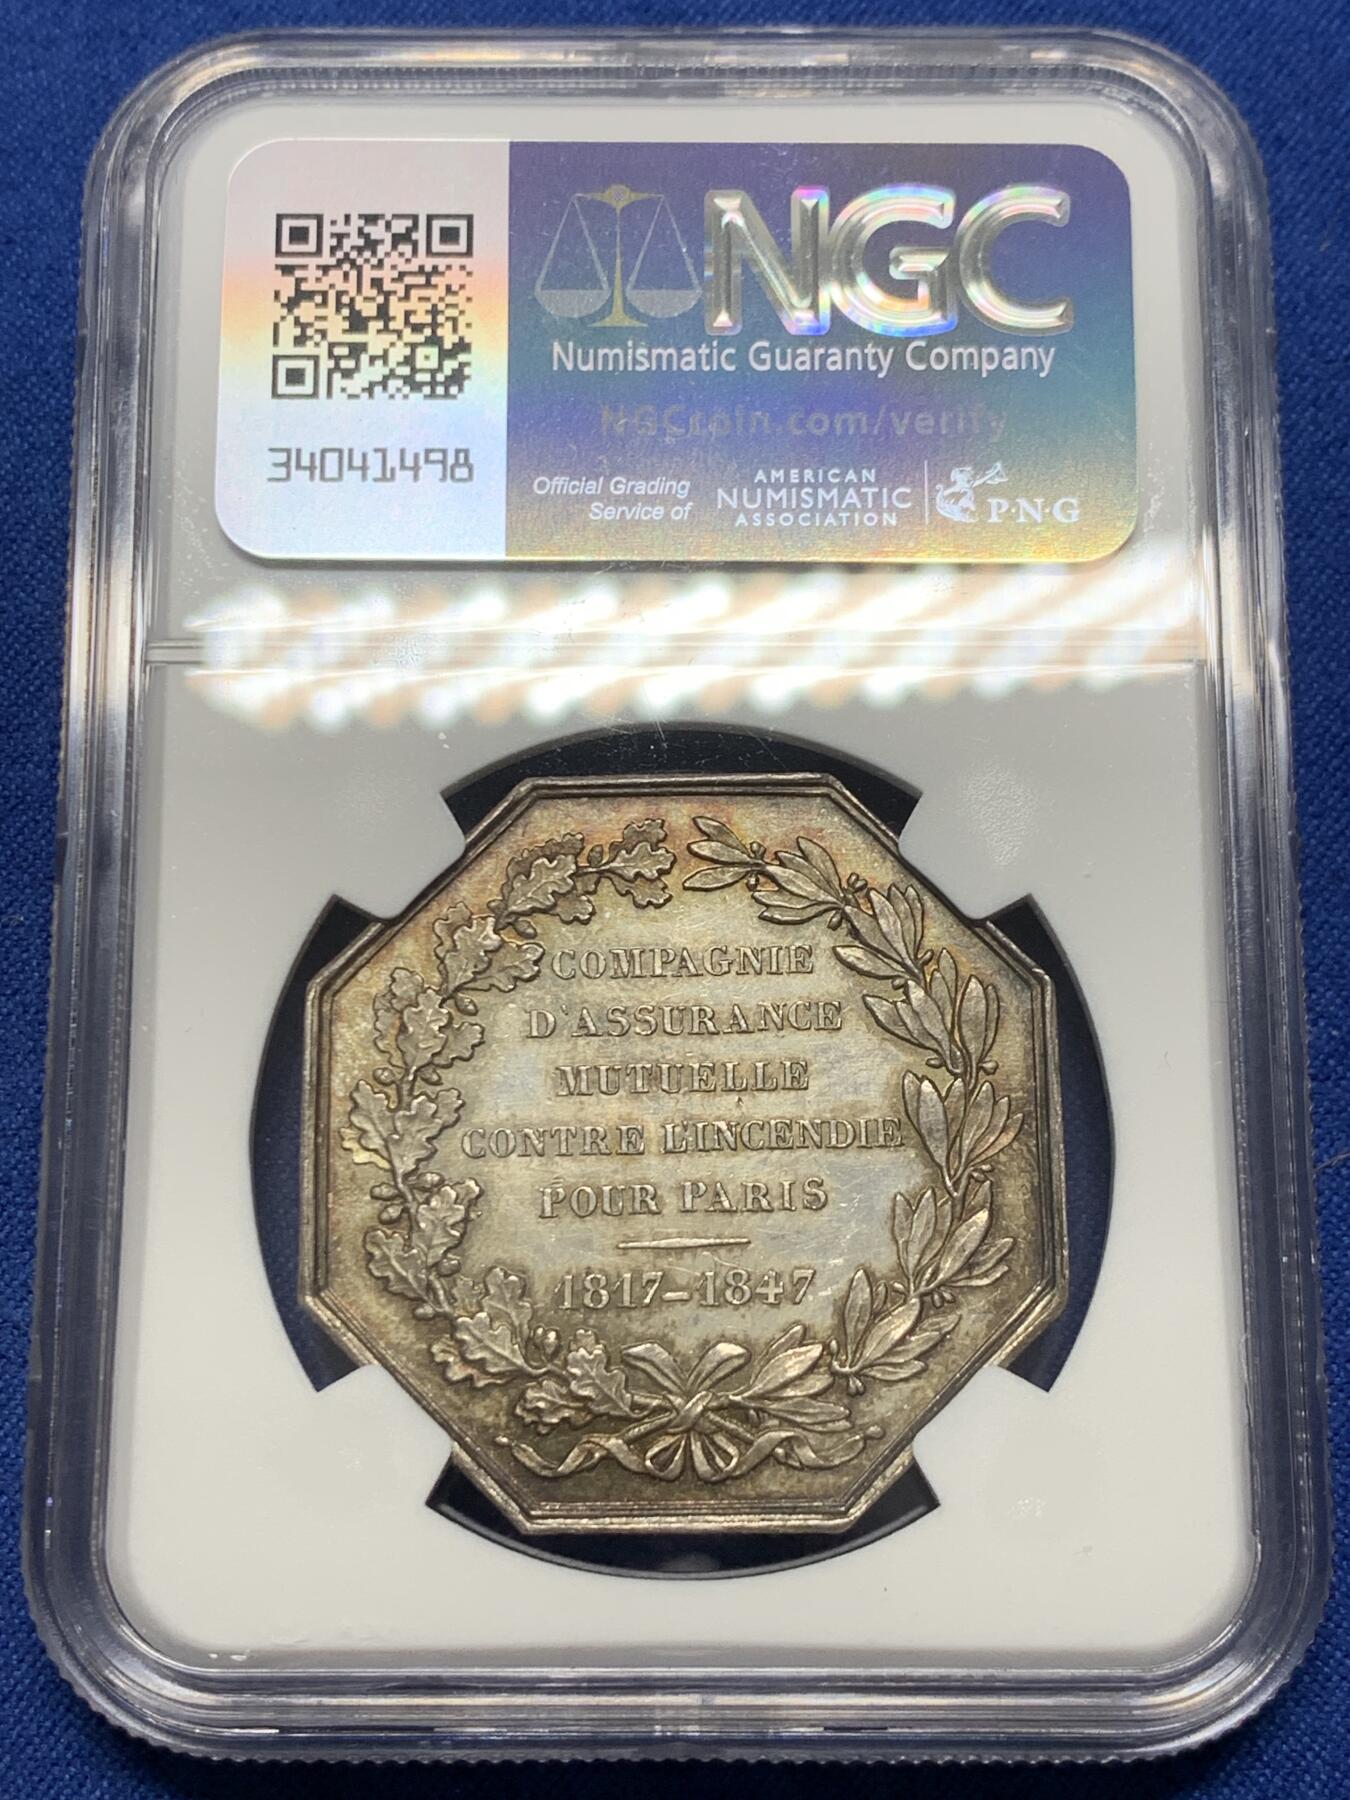 NGC
Numismatic Guaranty Company
NGCcoin.com/verify
34041498
Official Grading
Service of
AMERICAN
NUMISMATIC
ASSOCIATION
P·N·G
COMPAGNIE
D'ASSURANCE
MUTUELLE
CONTRE L'INCENDIE
POUR PARIS
1817-1847